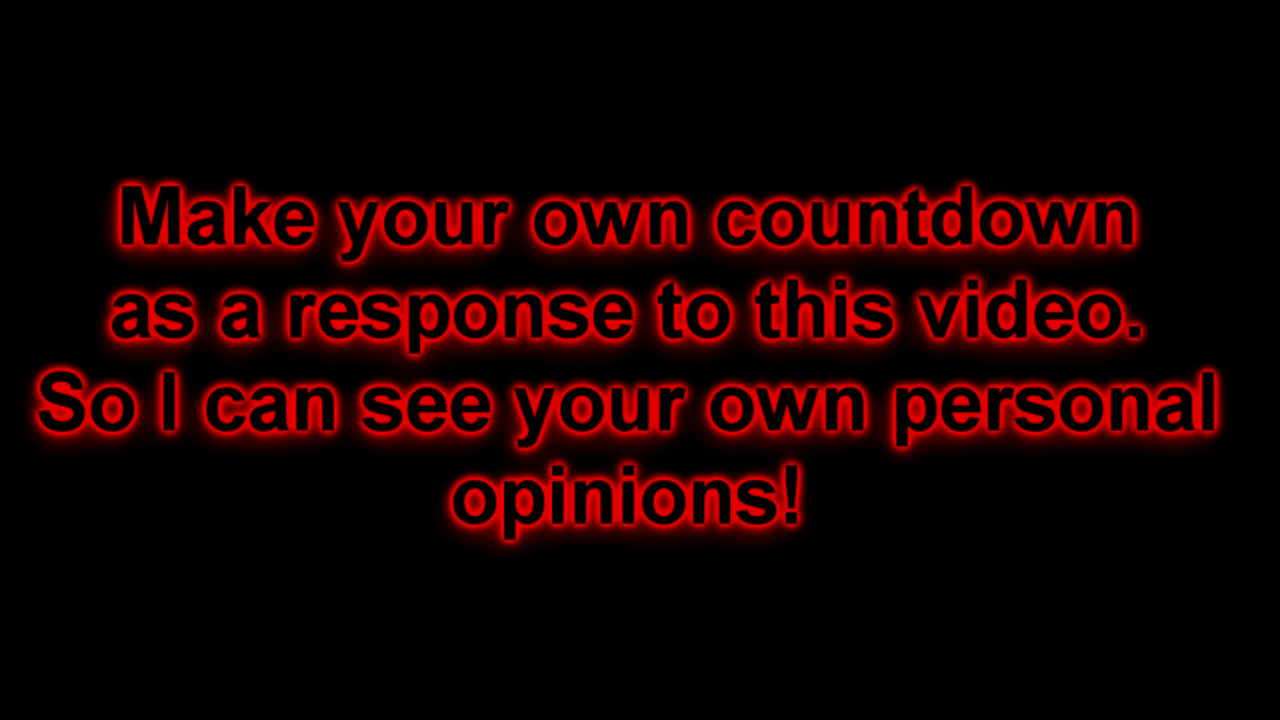 Make your own countdown
as a response to this video.
So I can see your own personal
opinions!